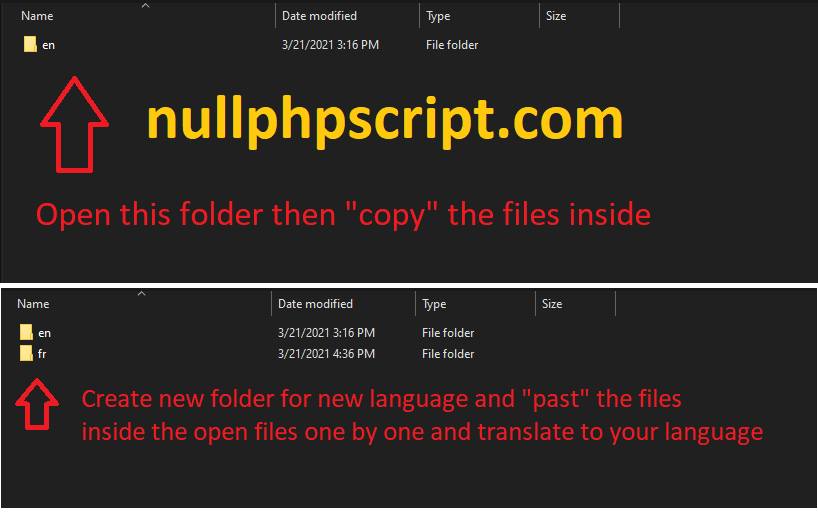 Name Date modified Type Size
en 3/21/2021 3:16 PM File folder
nullphpscript.com
Open this folder then "copy" the files inside
Name Date modified Type Size
en 3/21/2021 3:16 PM File folder
fr 3/21/2021 4:36 PM File folder
Create new folder for new language and "past" the files
inside the open files one by one and translate to your language